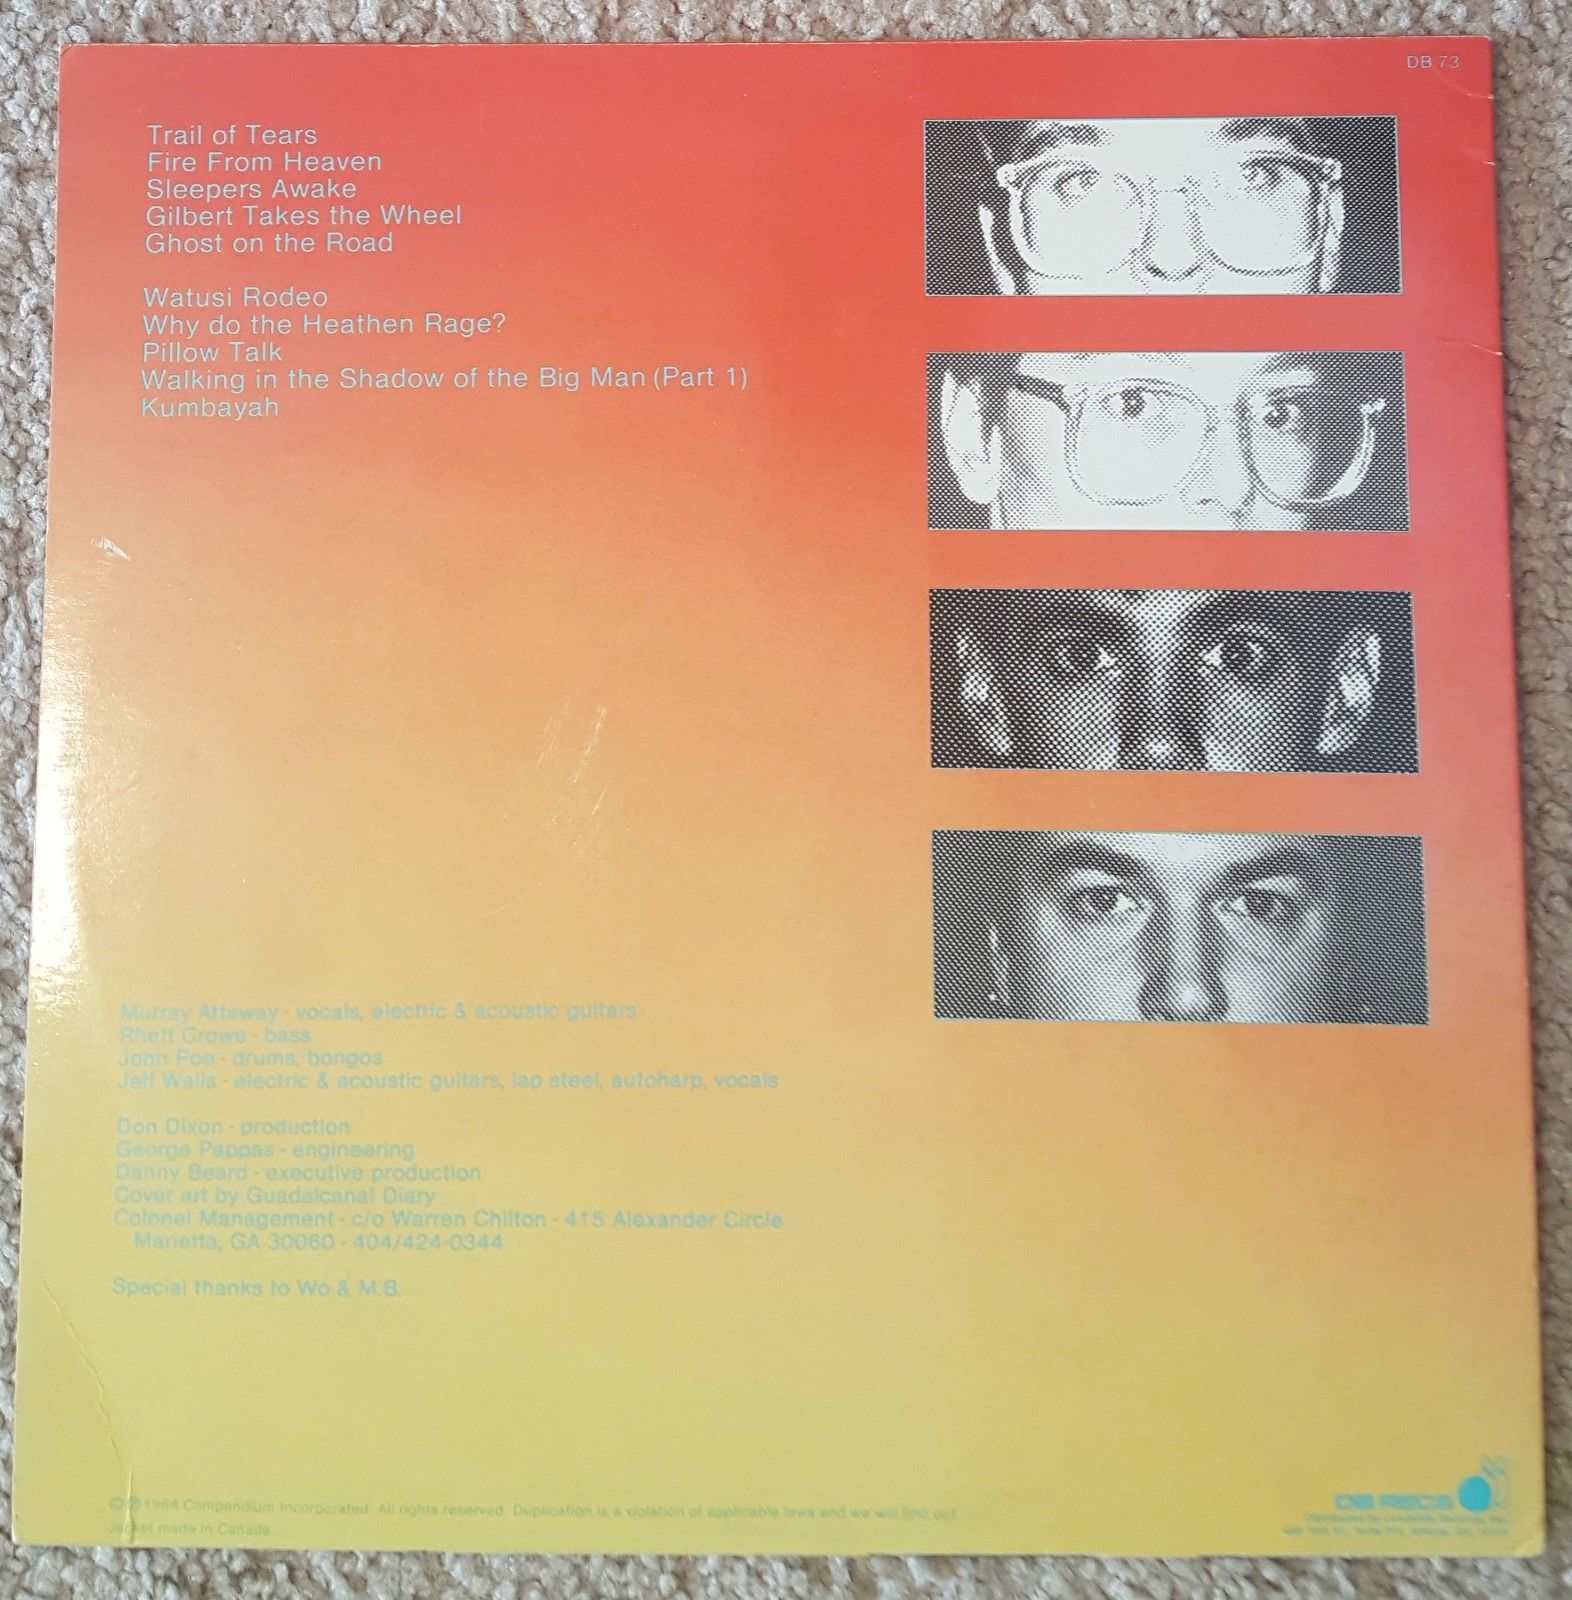 DB 73
Trail of Tears
Fire From Heaven
Sleepers Awake
Gilbert Takes the Wheel
Ghost on the Road
Watusi Rodeo
Why do the Heathen Rage?
Pillow Talk
Walking in the Shadow of the Big Man (Part 1)
Kumbayah
Murray Attaway - vocals, electric & acoustic guitars
Rhett Crowe - bass
John Poe - drums, bongos
Jeff Walls - electric & acoustic guitars, lap steel, autoharp, vocals
Don Dixon - production
George Pappas - engineering
Danny Beard - executive production
Cover art by Guadalcanal Diary
Colonel Management - c/o Warren Chilton - 415 Alexander Circle
Marietta, GA 30060 - 404/424-0344
Special thanks to Wo & M.B.
© ℗ 1984 Compendium Incorporated. All rights reserved. Duplication is a violation of applicable laws and we will find out.
Jacket made in Canada
DB RECS